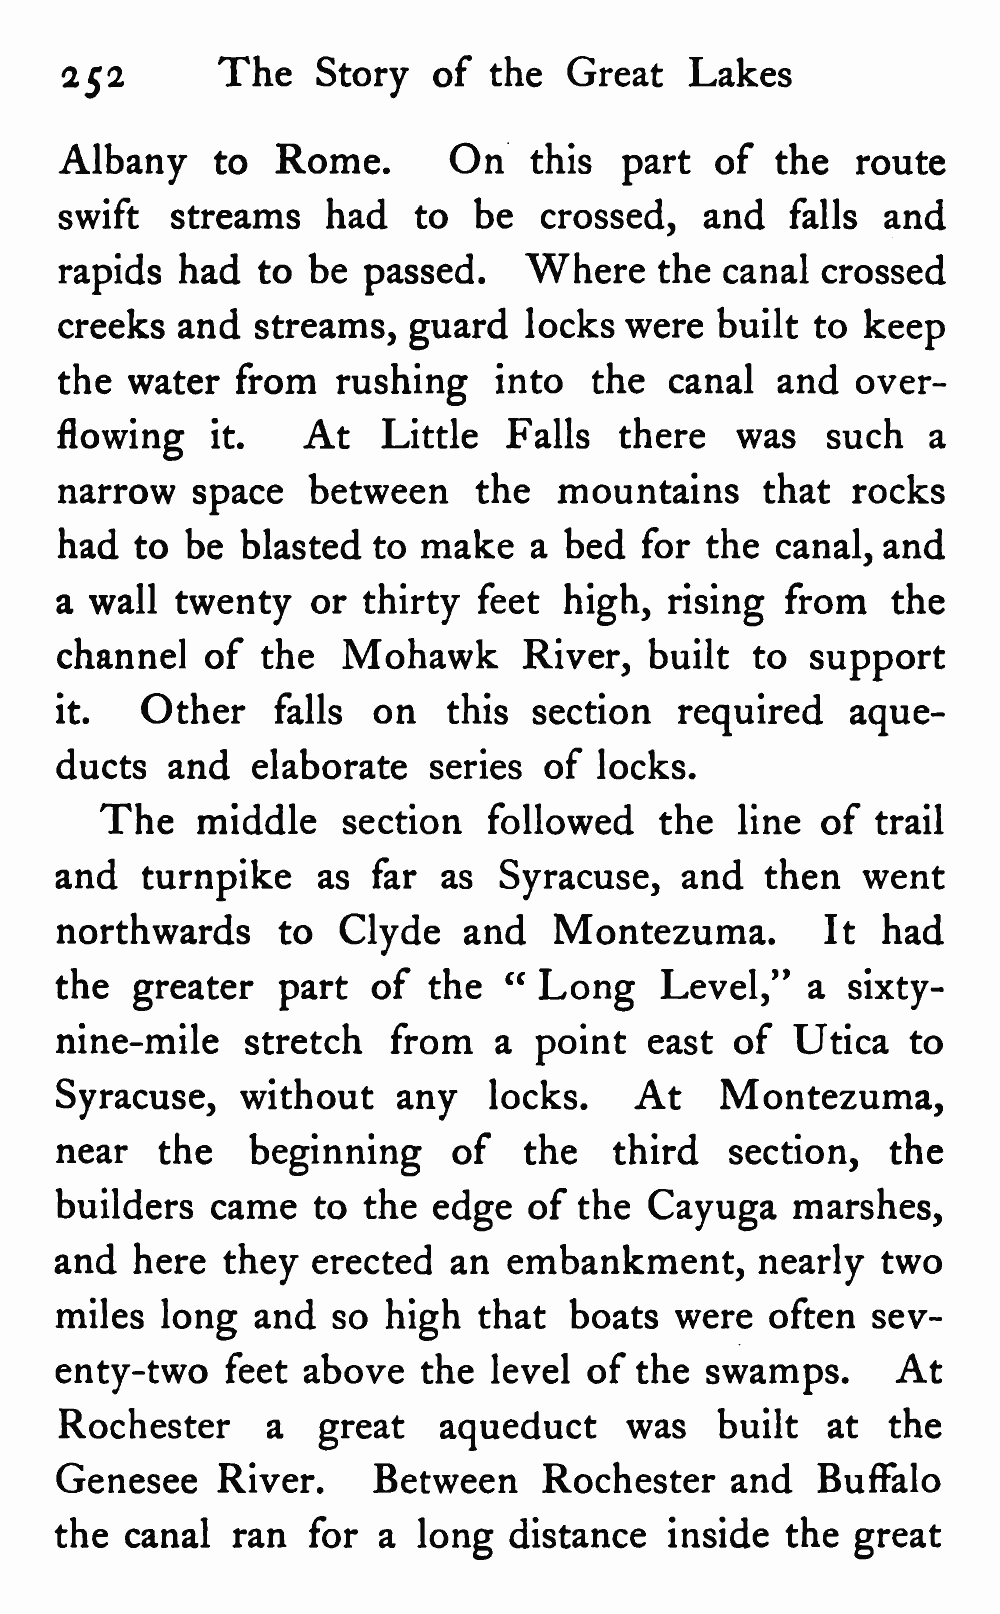 252 The Story of the Great Lakes
Albany to Rome. On this part of the route
swift streams had to be crossed, and falls and
rapids had to be passed. Where the canal crossed
creeks and streams, guard locks were built to keep
the water from rushing into the canal and over-
flowing it. At Little Falls there was such a
narrow space between the mountains that rocks
had to be blasted to make a bed for the canal, and
a wall twenty or thirty feet high, rising from the
channel of the Mohawk River, built to support
it. Other falls on this section required aque-
ducts and elaborate series of locks.
The middle section followed the line of trail
and turnpike as far as Syracuse, and then went
northwards to Clyde and Montezuma. It had
the greater part of the “ Long Level,” a sixty-
nine-mile stretch from a point east of Utica to
Syracuse, without any locks. At Montezuma,
near the beginning of the third section, the
builders came to the edge of the Cayuga marshes,
and here they erected an embankment, nearly two
miles long and so high that boats were often sev-
enty-two feet above the level of the swamps. At
Rochester a great aqueduct was built at the
Genesee River. Between Rochester and Buffalo
the canal ran for a long distance inside the great